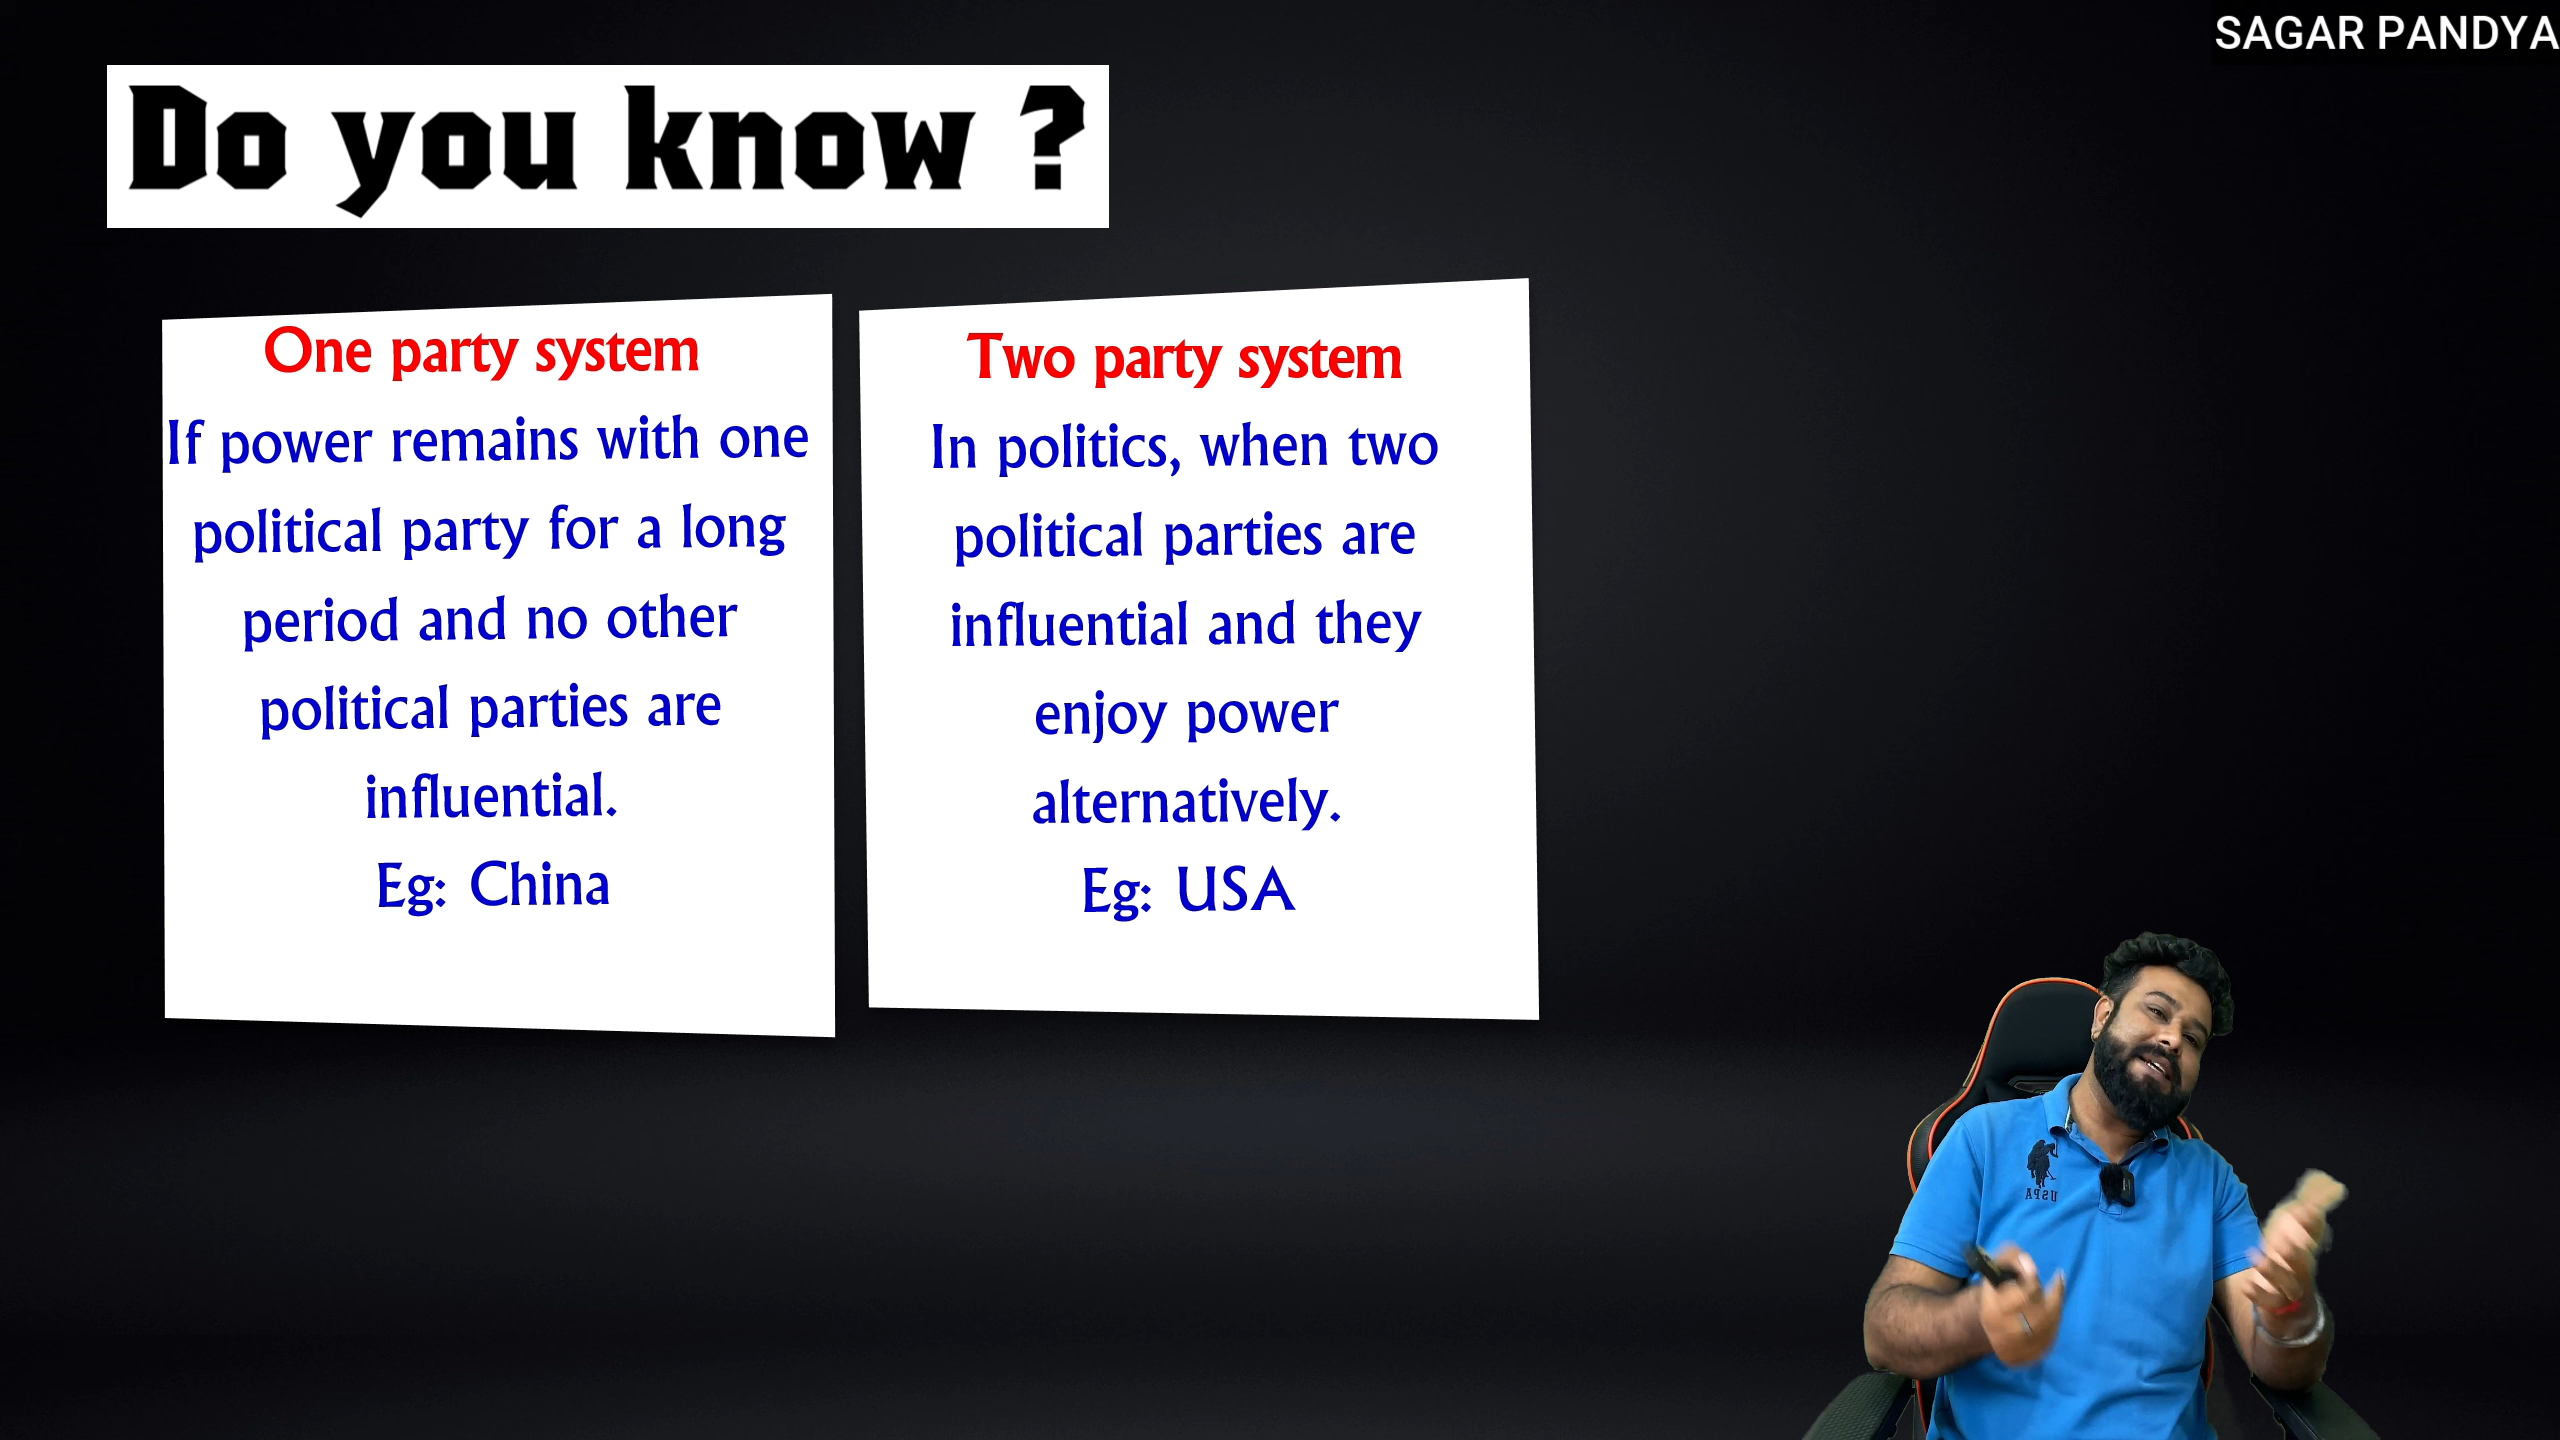 SAGAR PANDYA
Do you know ?
One party system
If power remains with one
political party for a long
period and no other
political parties are
influential.
Eg: China
Two party system
In politics, when two
political parties are
influential and they
enjoy power
alternatively.
Eg: USA
USPA